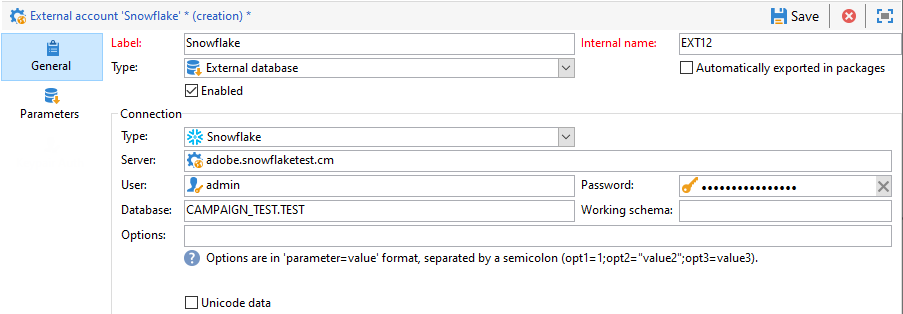 External account 'Snowflake' * (creation) * Save
General
Parameters
Label: Snowflake Internal name: EXT12
Type: External database Automatically exported in packages
Enabled
Connection
Type: Snowflake
Server: adobe.snowflaketest.cm
User: admin Password: ••••••••••••••••
Database: CAMPAIGN_TEST.TEST Working schema:
Options:
? Options are in 'parameter=value' format, separated by a semicolon (opt1=1;opt2="value2";opt3=value3).
Unicode data